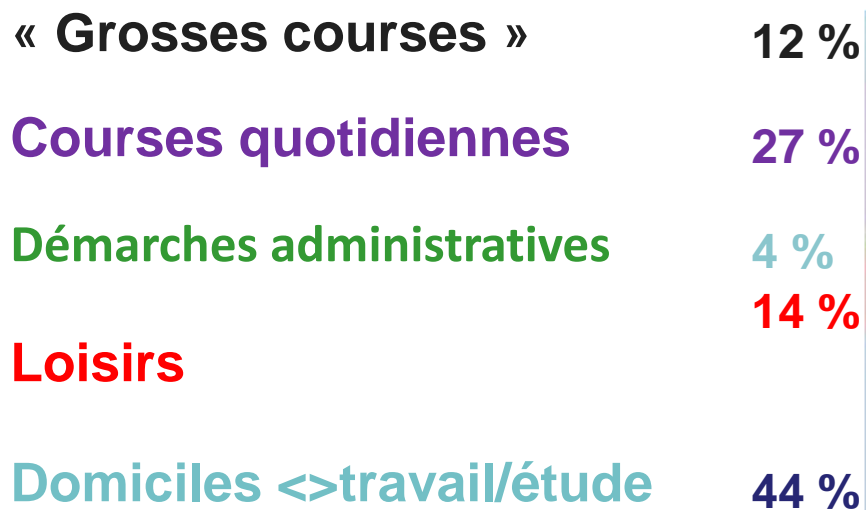 « Grosses courses » 12 %
Courses quotidiennes 27 %
Démarches administratives 4 %
14 %
Loisirs
Domiciles <>travail/étude 44 %